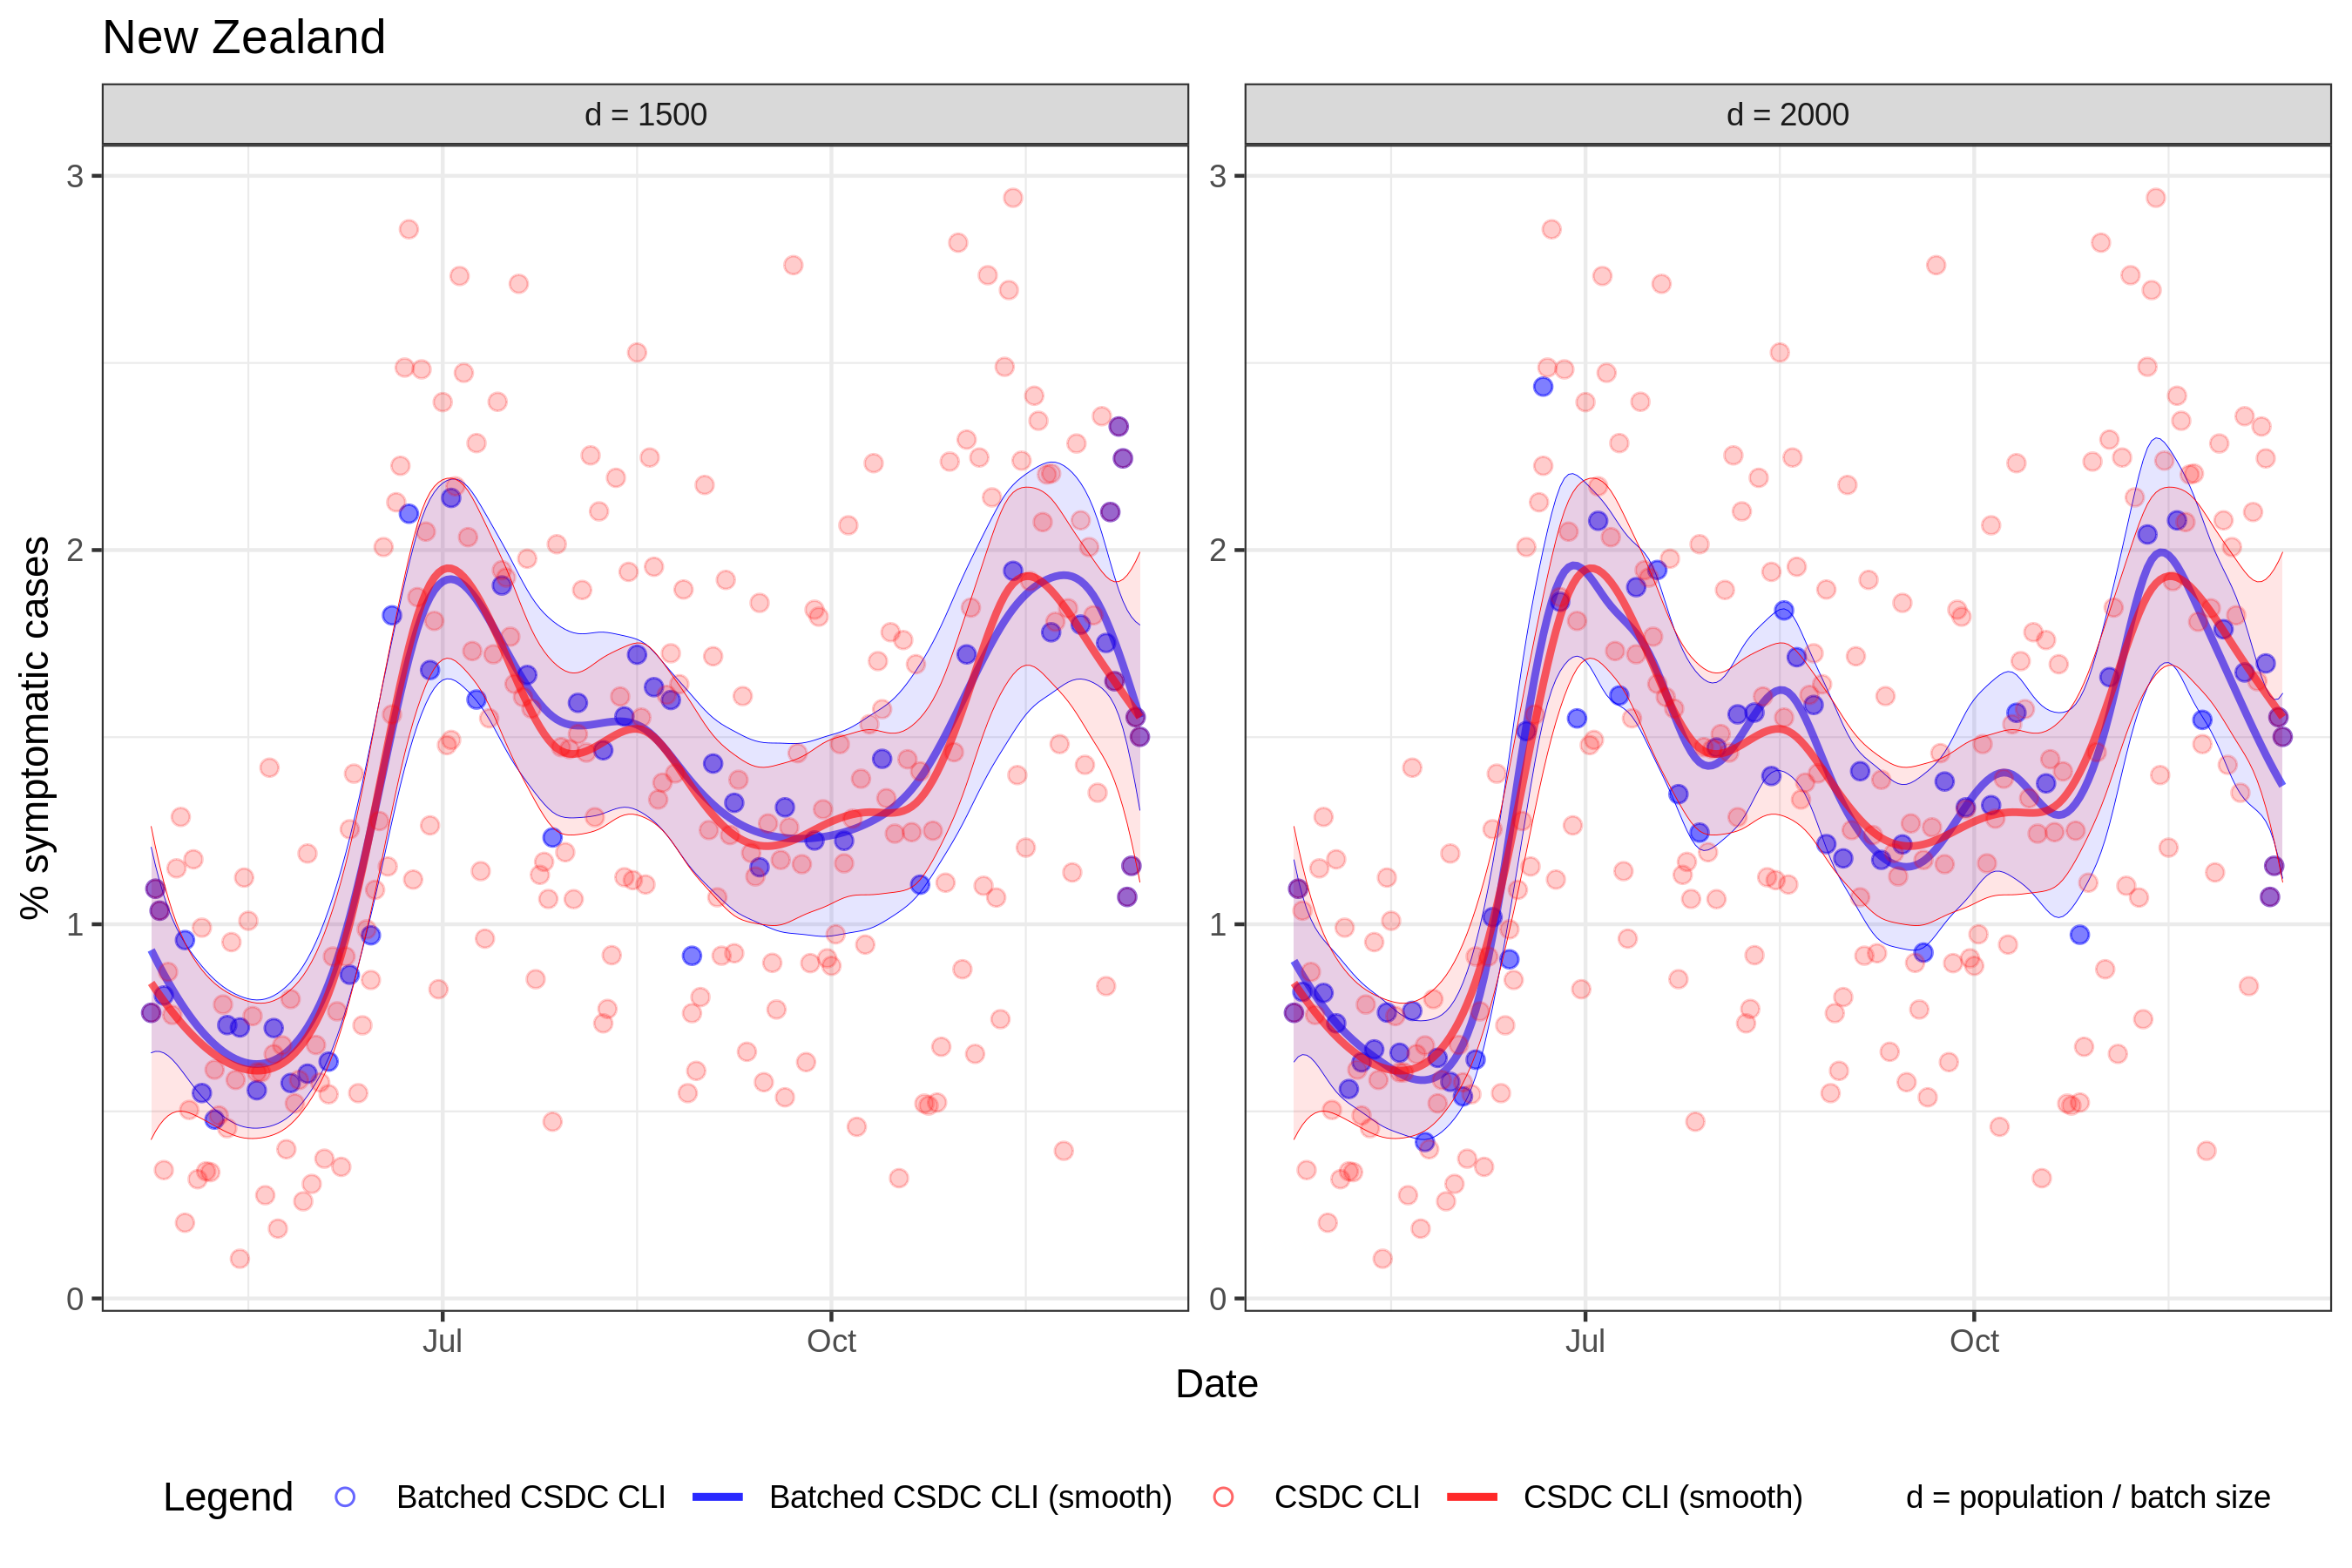 New Zealand
d = 1500
d = 2000
3
2
1
0
3
2
1
0
% symptomatic cases
Jul
Oct
Jul
Oct
Date
Legend
Batched CSDC CLI
Batched CSDC CLI (smooth)
CSDC CLI
CSDC CLI (smooth)
d = population / batch size